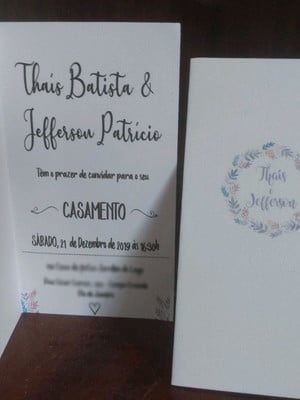 Thaís Batista &
Jefferson Patrício
Têm o prazer de convidar para o seu
CASAMENTO
SÁBADO, 21 de Dezembro de 2019 às 16:30h
Thaís
e
Jefferson